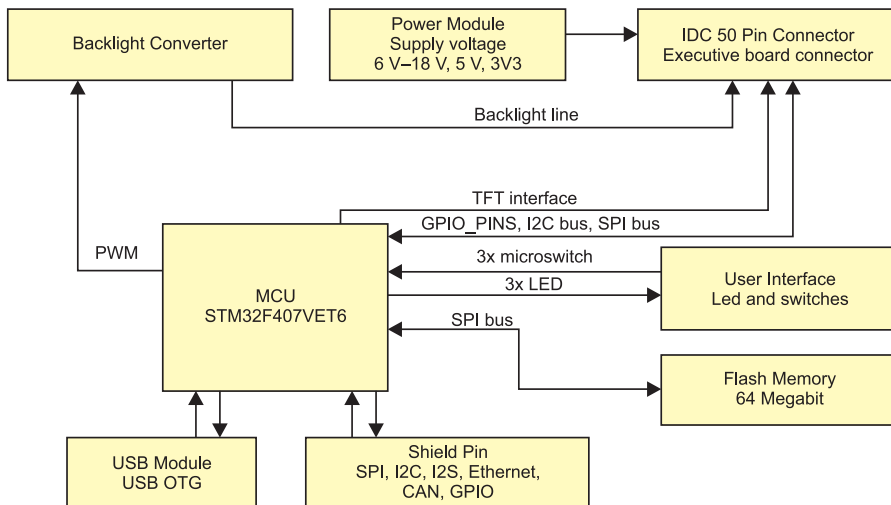 Backlight Converter
Power Module
Supply voltage
6 V–18 V, 5 V, 3V3
IDC 50 Pin Connector
Executive board connector
Backlight line
TFT interface
GPIO_PINS, I2C bus, SPI bus
PWM
3x microswitch
MCU
STM32F407VET6
3x LED
User Interface
Led and switches
SPI bus
Flash Memory
64 Megabit
USB Module
USB OTG
Shield Pin
SPI, I2C, I2S, Ethernet,
CAN, GPIO